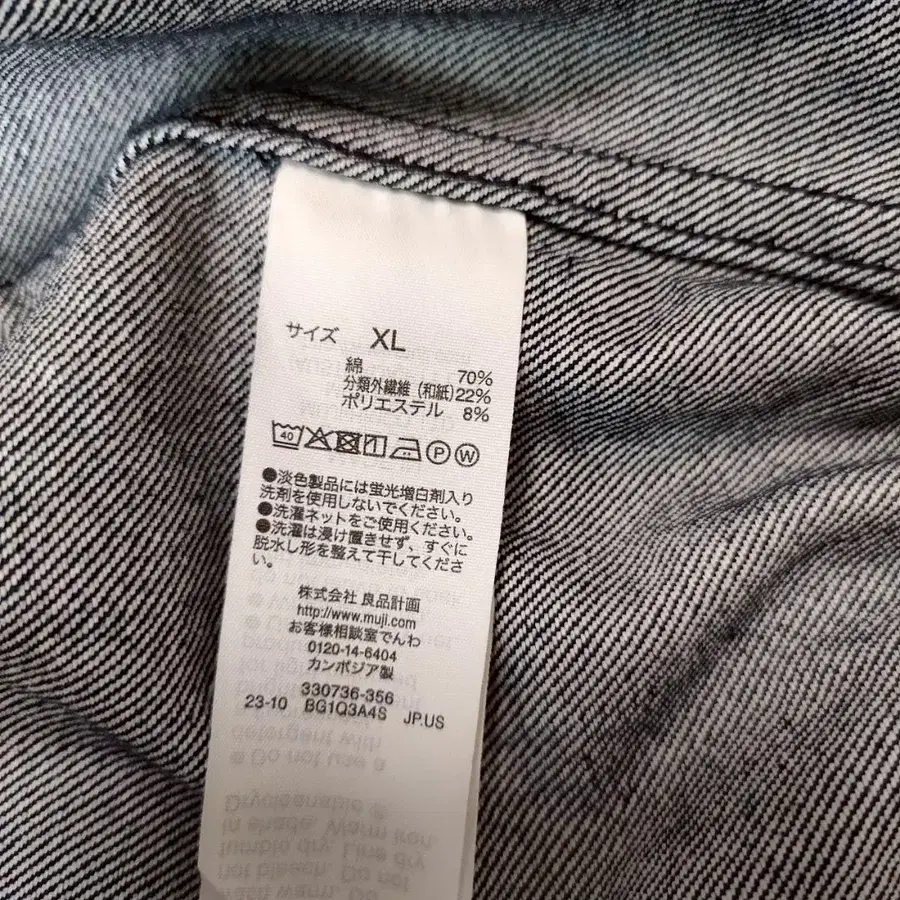 サイズ XL
綿 70%
分類外繊維（和紙）22%
ポリエステル 8%
40 P W
●淡色製品には蛍光増白剤入り
洗剤を使用しないでください。
●洗濯ネットをご使用ください。
●洗濯は浸け置きせず、すぐに
脱水し形を整えて干してくださ
い。
株式会社 良品計画
http://www.muji.com
お客様相談室でんわ
0120-14-6404
カンボジア製
330736-356
23-10 BG1Q3A4S JP.US